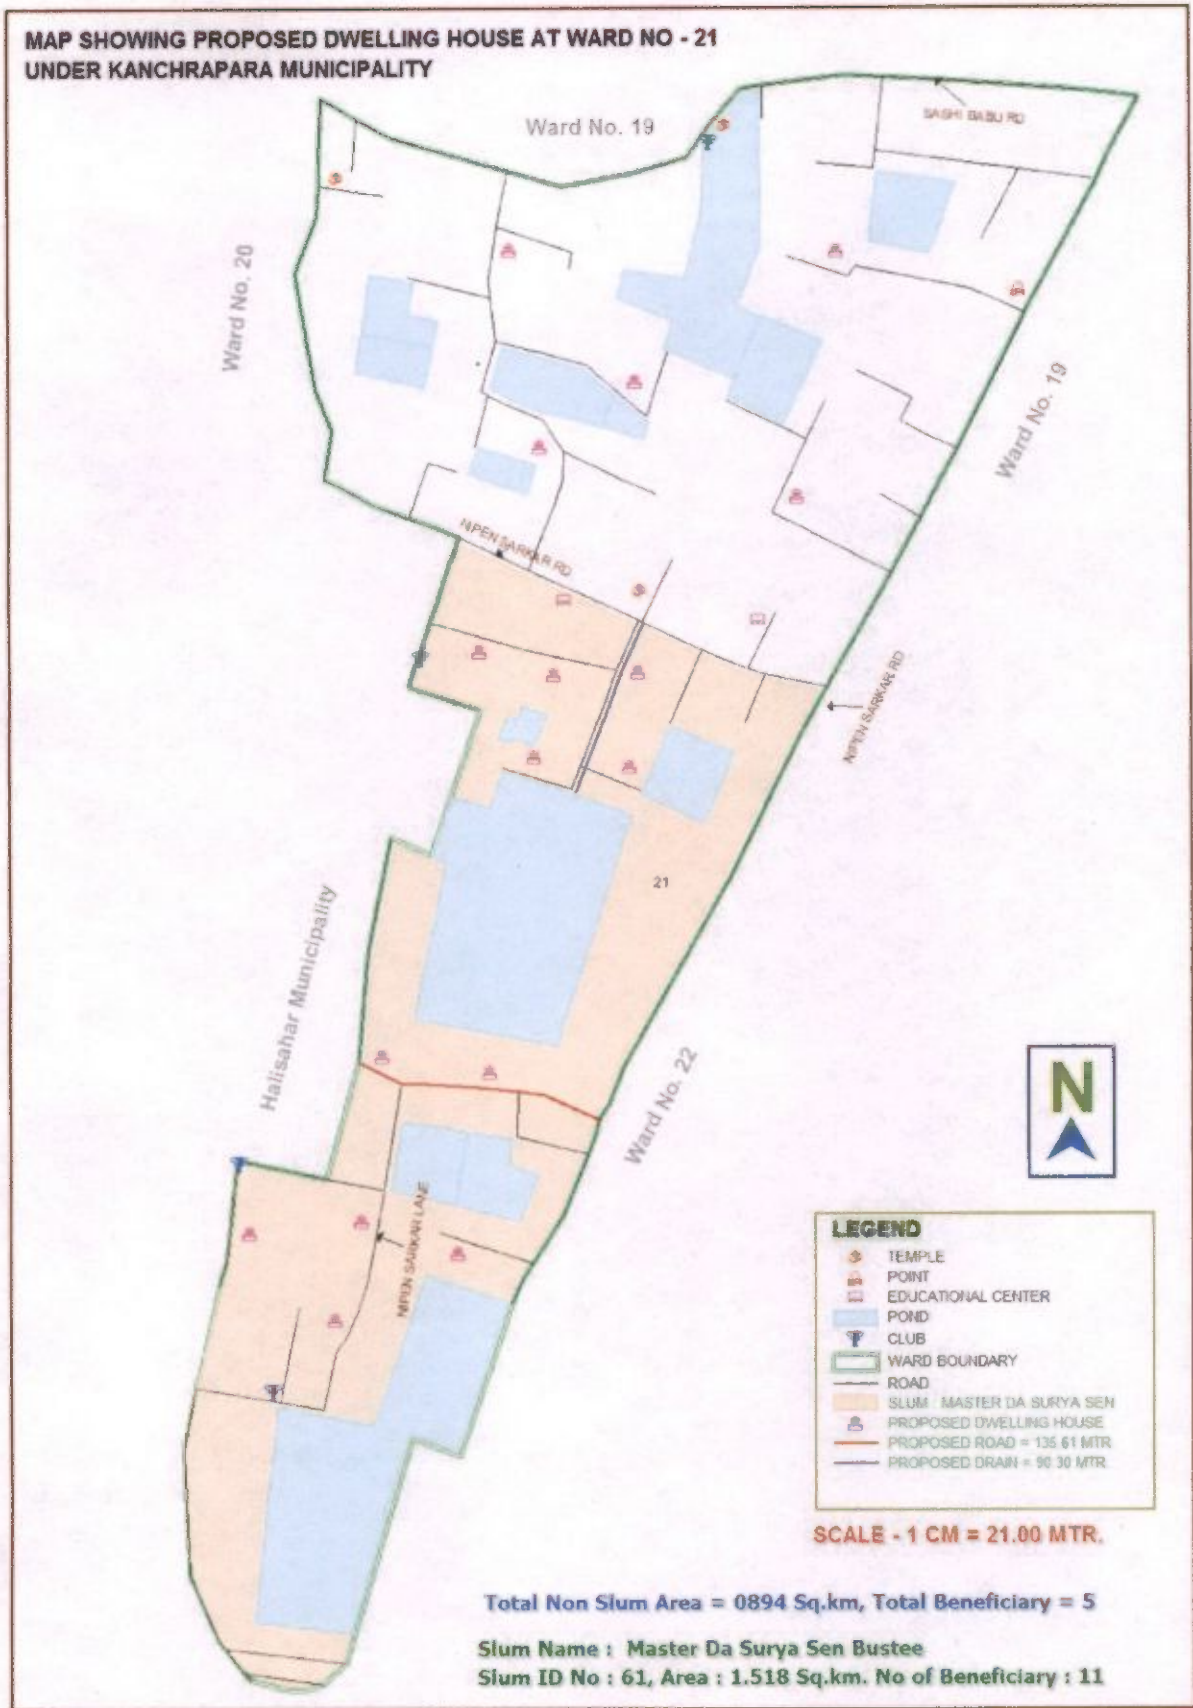 MAP SHOWING PROPOSED DWELLING HOUSE AT WARD NO - 21
UNDER KANCHRAPARA MUNICIPALITY
Ward No. 19
SASHI BABU RD
Ward No. 20
Ward No. 19
NIPEN SARKAR RD
NIPEN SARKAR RD
21
Halisahar Municipality
Ward No. 22
NIPEN SARKAR LANE
N
LEGEND
TEMPLE
POINT
EDUCATIONAL CENTER
POND
CLUB
WARD BOUNDARY
ROAD
SLUM : MASTER DA SURYA SEN
PROPOSED DWELLING HOUSE
PROPOSED ROAD = 135.61 MTR
PROPOSED DRAIN = 90.30 MTR.
SCALE - 1 CM = 21.00 MTR.
Total Non Slum Area = 0894 Sq.km, Total Beneficiary = 5
Slum Name : Master Da Surya Sen Bustee
Slum ID No : 61, Area : 1.518 Sq.km. No of Beneficiary : 11